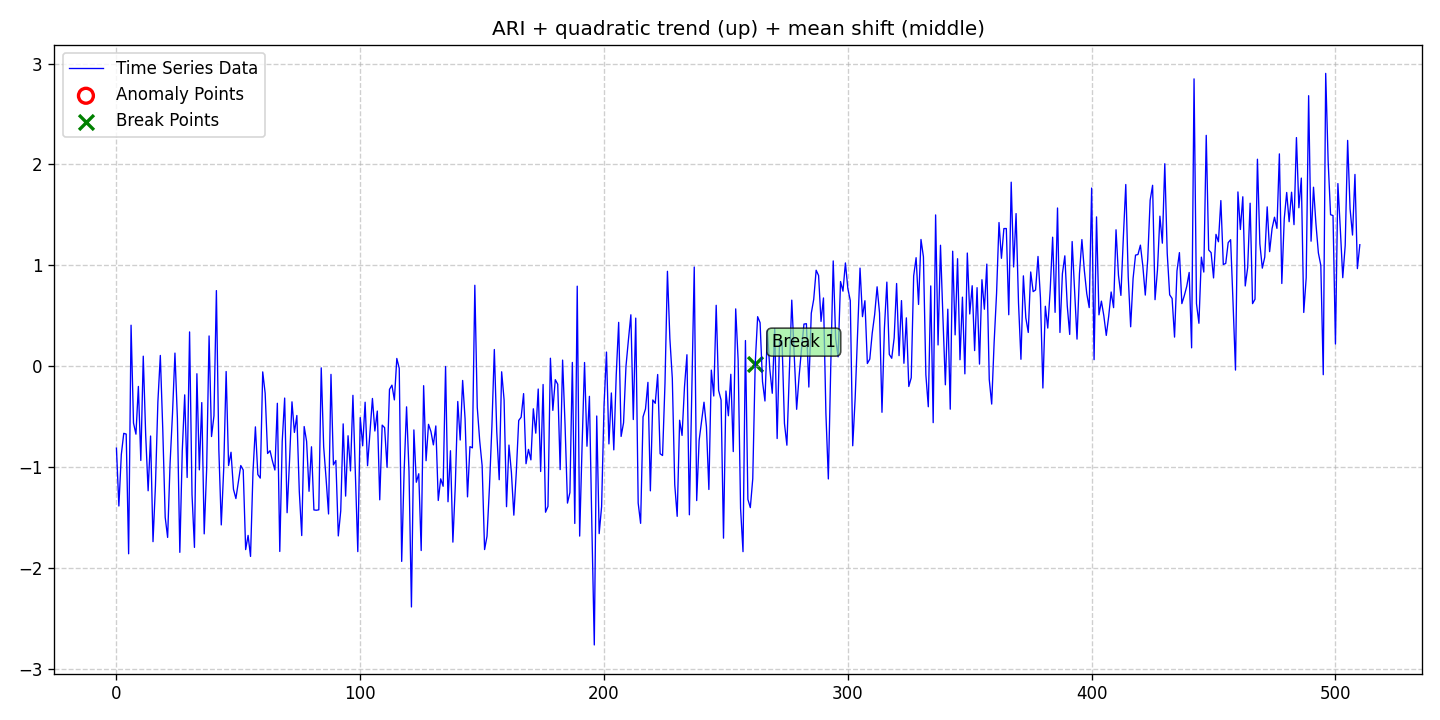 ARI + quadratic trend (up) + mean shift (middle)
Time Series Data
Anomaly Points
Break Points
Break 1
3
2
1
0
−1
−2
−3
0
100
200
300
400
500